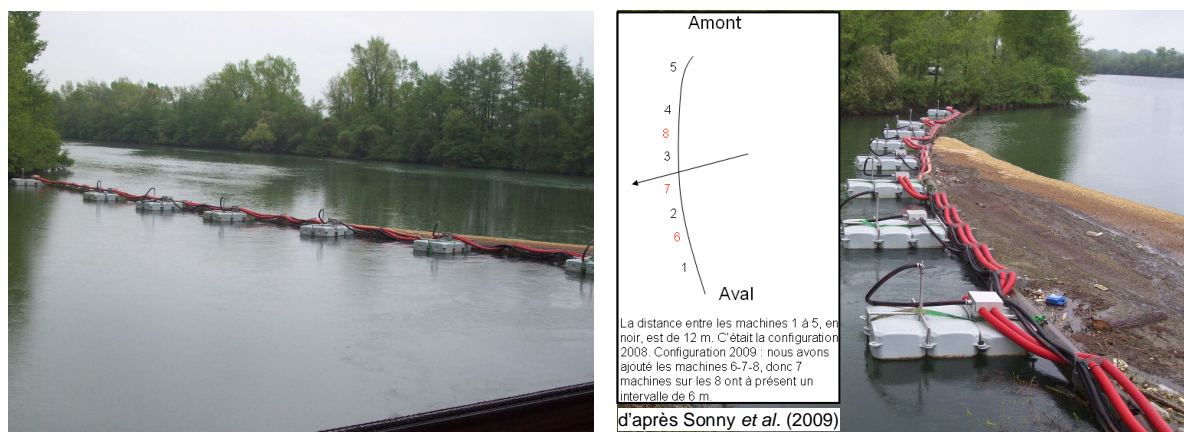 Amont
5
4
8
3
7
2
6
1
Aval
La distance entre les machines 1 à 5, en
noir, est de 12 m. C'était la configuration
2008. Configuration 2009 : nous avons
ajouté les machines 6-7-8, donc 7
machines sur les 8 ont à présent un
intervalle de 6 m.
d'après Sonny et al. (2009)